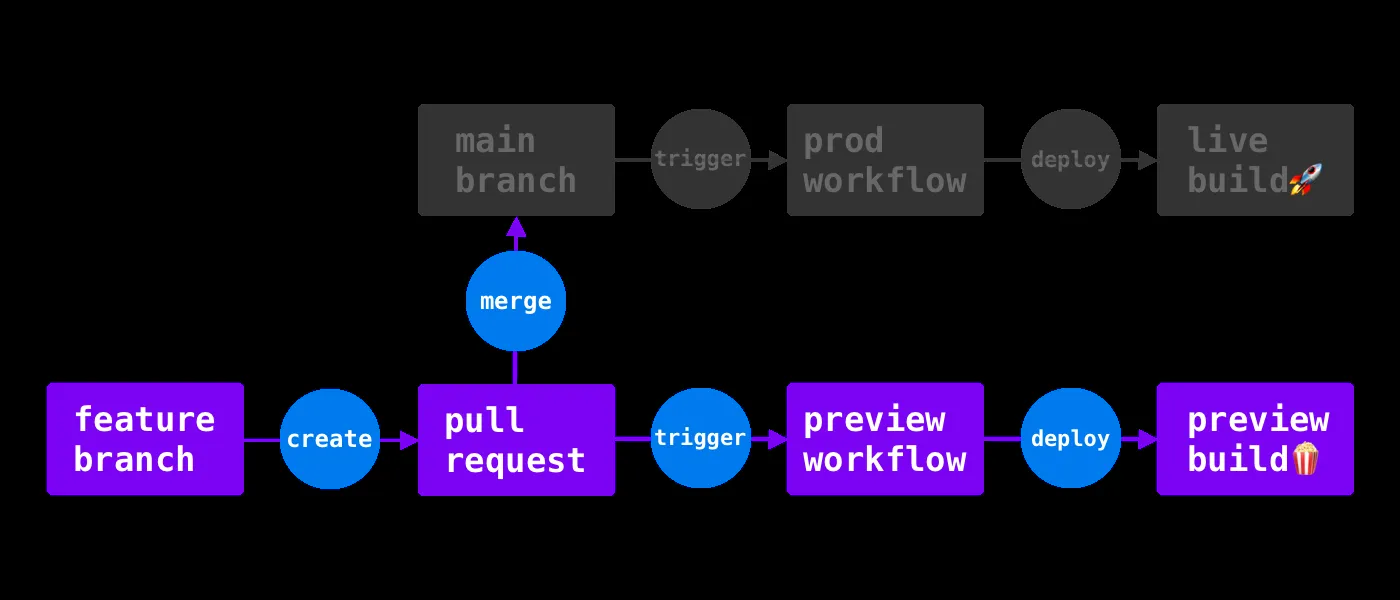 main
branch
trigger
prod
workflow
deploy
live
build🚀
merge
feature
branch
create
pull
request
trigger
preview
workflow
deploy
preview
build🍿